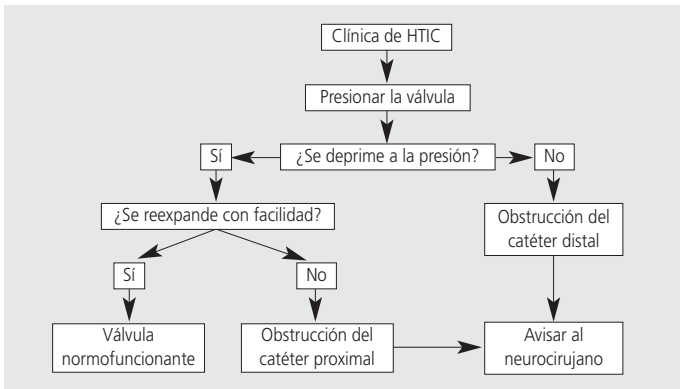 Clínica de HTIC
Presionar la válvula
Sí
¿Se deprime a la presión?
No
¿Se reexpande con facilidad?
Obstrucción del
catéter distal
Sí
No
Válvula
normofuncionante
Obstrucción del
catéter proximal
Avisar al
neurocirujano